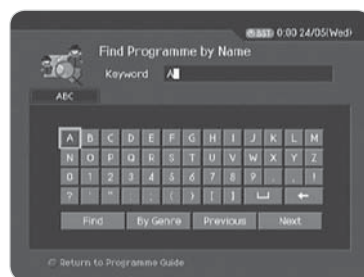 0:00 24/05(Wed)
Find Programme by Name
Keyword A
ABC
A B C D E F G H I J K L M
N O P Q R S T U V W X Y Z
0 1 2 3 4 5 6 7 8 9 . , !
? ' " : ; ( ) [ ]
Find By Genre Previous Next
Return to Programme Guide